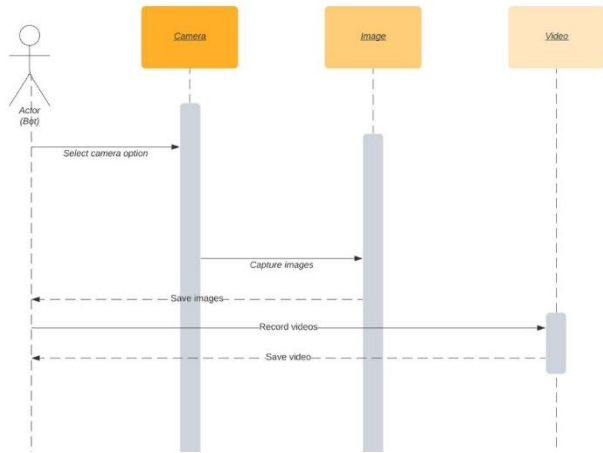 Camera
Image
Video
Actor
(Bot)
Select camera option
Capture images
Save images
Record videos
Save video